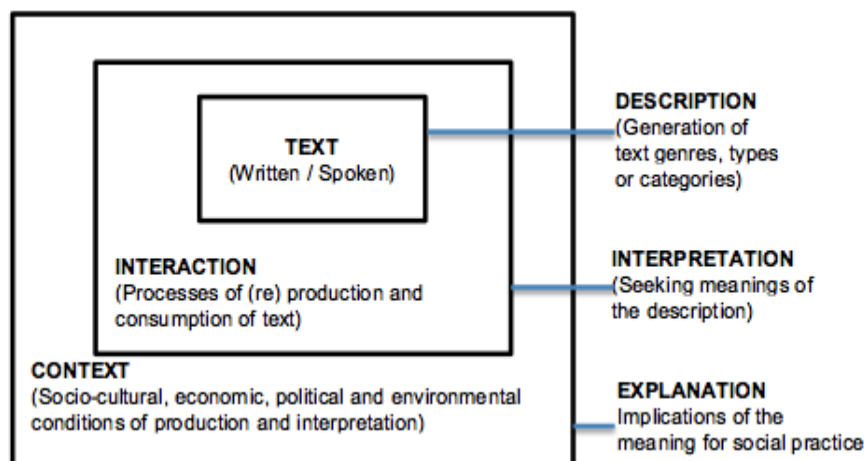 TEXT
(Written / Spoken)
INTERACTION
(Processes of (re) production and
consumption of text)
CONTEXT
(Socio-cultural, economic, political and environmental
conditions of production and interpretation)
DESCRIPTION
(Generation of
text genres, types
or categories)
INTERPRETATION
(Seeking meanings of
the description)
EXPLANATION
Implications of the
meaning for social practice